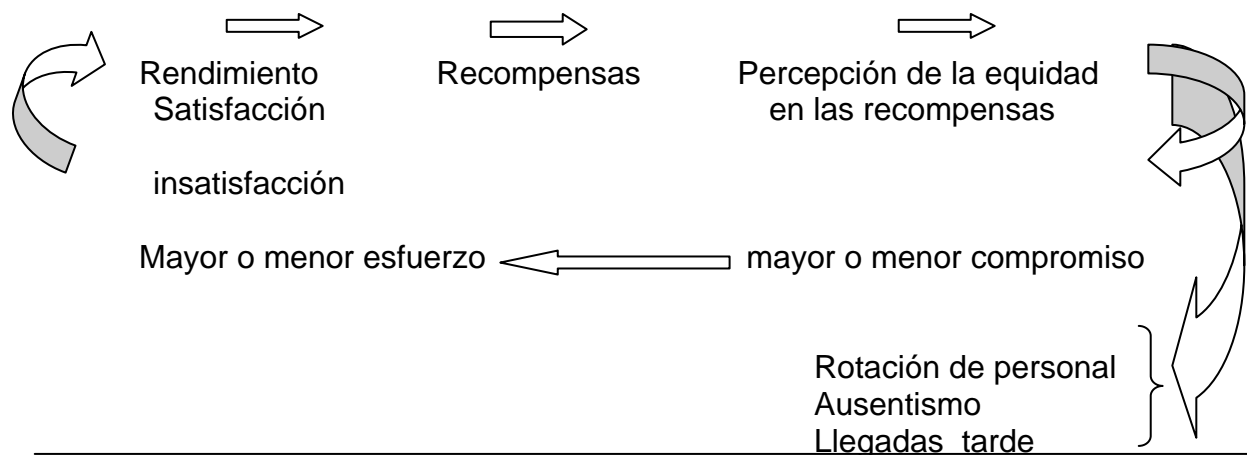 Rendimiento Recompensas Percepción de la equidad
Satisfacción en las recompensas
insatisfacción
Mayor o menor esfuerzo mayor o menor compromiso
Rotación de personal
Ausentismo
Llegadas tarde